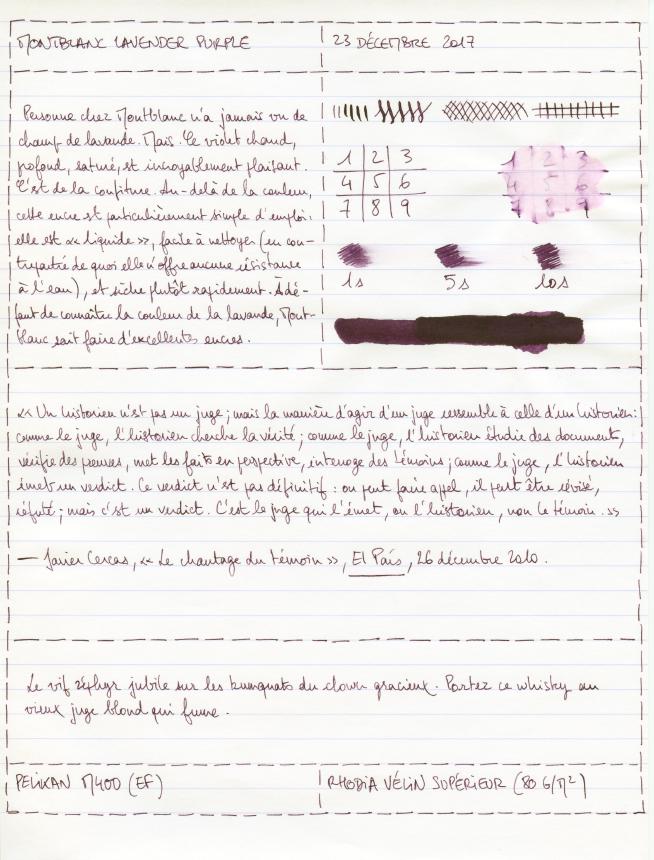 MONTBLANC LAVENDER PURPLE
23 DÉCEMBRE 2017
Personne chez Montblanc n'a jamais vu de
champ de lavande. Mais. Ce violet chaud,
profond, saturé, est incroyablement plaisant.
C'est de la confiture. Au-delà de la couleur,
cette encre est particulièrement simple d'emploi :
elle est « liquide », facile à nettoyer (en con-
trepartie de quoi elle n'offre aucune résistance
à l'eau), et sèche plutôt rapidement. À dé-
faut de connaître la couleur de la lavande, Mont-
blanc sait faire d'excellentes encres.
1 2 3
4 5 6
7 8 9
1 2 3
4 5 6
7 8 9
1s 5s 10s
« Un historien n'est pas un juge ; mais la manière d'agir d'un juge ressemble à celle d'un historien :
comme le juge, l'historien cherche la vérité ; comme le juge, l'historien étudie des documents,
vérifie des preuves, met les faits en perspective, interroge des témoins ; comme le juge, l'historien
émet un verdict. Ce verdict n'est pas définitif : on peut faire appel, il peut être révisé,
réfuté ; mais c'est un verdict. C'est le juge qui l'émet, ou l'historien, non le témoin. »
— Javier Cercas, « Le chantage du témoin », El País, 26 décembre 2010.
Le vif zéphyr jubile sur les kumquats du clown gracieux. Portez ce whisky au
vieux juge blond qui fume.
PELIKAN M400 (EF)
RHODIA VÉLIN SUPÉRIEUR (80 G/M²)